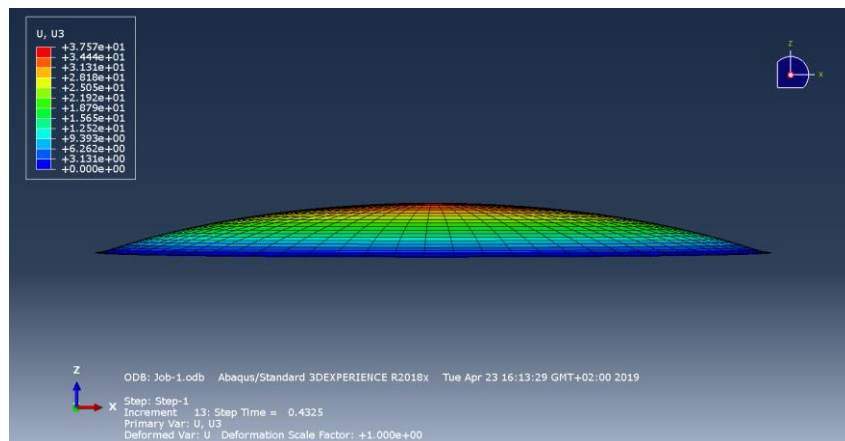 U, U3
+3.757e+01
+3.444e+01
+3.131e+01
+2.818e+01
+2.505e+01
+2.192e+01
+1.879e+01
+1.565e+01
+1.252e+01
+9.393e+00
+6.262e+00
+3.131e+00
+0.000e+00
Z
X
Z
X
ODB: Job-1.odb Abaqus/Standard 3DEXPERIENCE R2018x Tue Apr 23 16:13:29 GMT+02:00 2019
Step: Step-1
Increment 13: Step Time = 0.4325
Primary Var: U, U3
Deformed Var: U Deformation Scale Factor: +1.000e+00